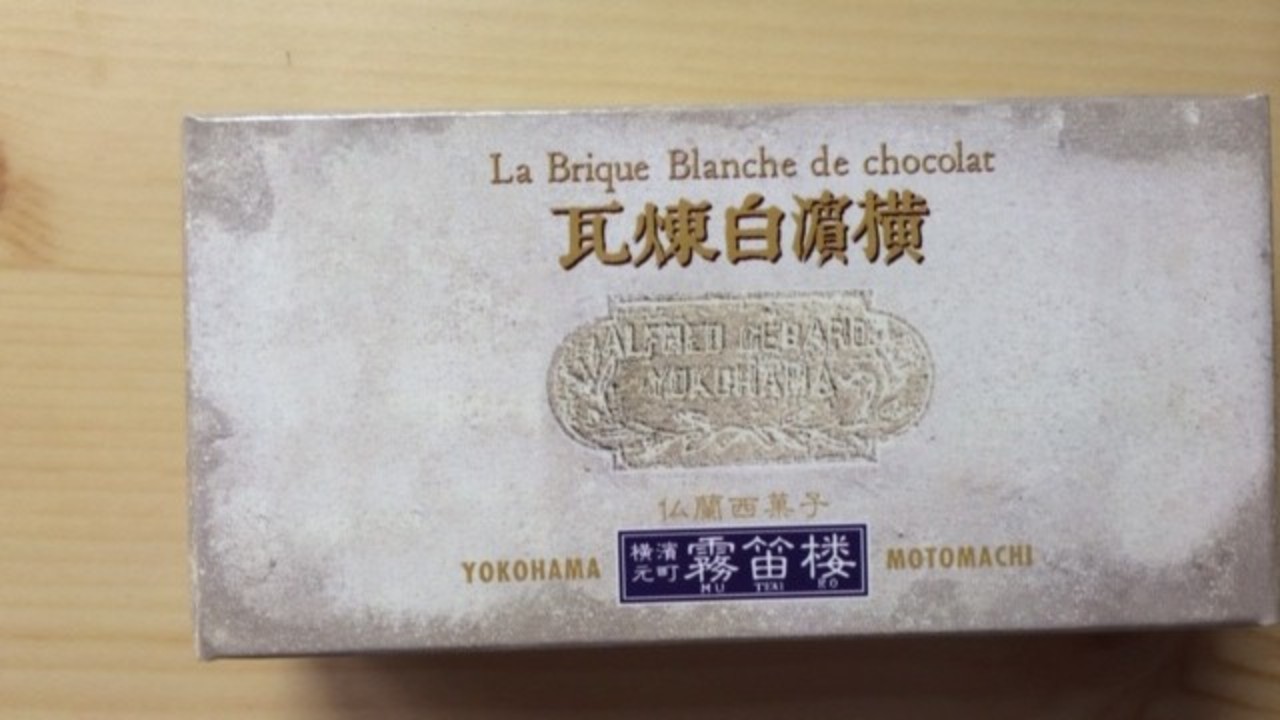 La Brique Blanche de chocolat
瓦煉白濵横
ALFRED GERARD
YOKOHAMA
仏蘭西菓子
YOKOHAMA 横濱元町 霧笛楼 MOTOMACHI
MU TEKI RO